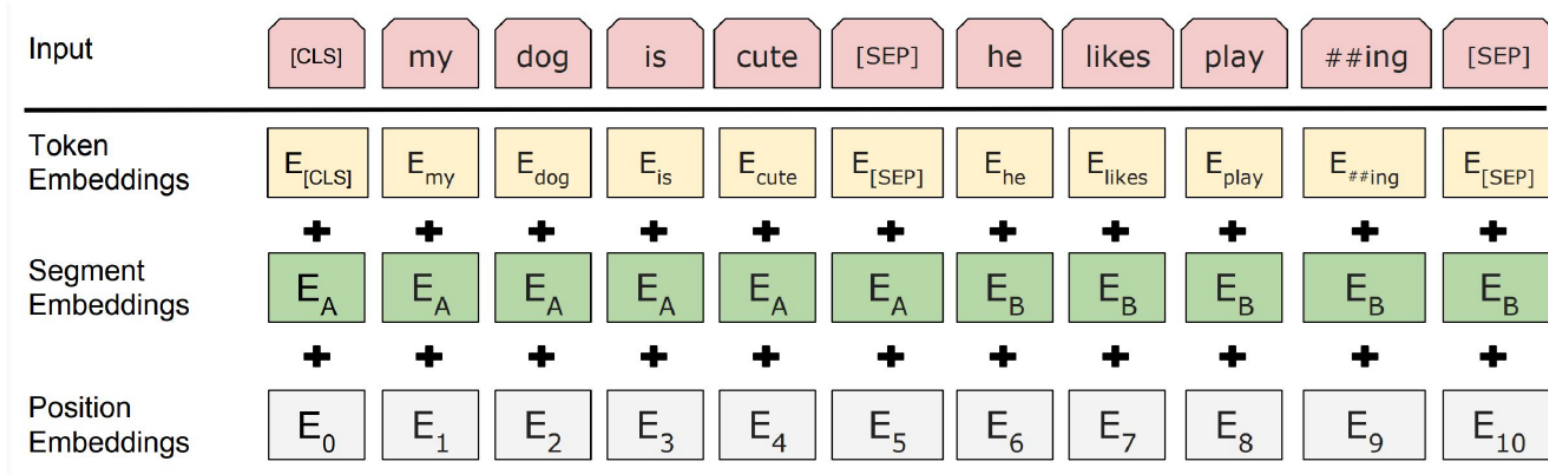 Input [CLS] my dog is cute [SEP] he likes play ##ing [SEP]
Token
Embeddings E[CLS] Emy Edog Eis Ecute E[SEP] Ehe Elikes Eplay E##ing E[SEP]
+ + + + + + + + + + +
Segment
Embeddings EA EA EA EA EA EA EB EB EB EB EB
+ + + + + + + + + + +
Position
Embeddings E0 E1 E2 E3 E4 E5 E6 E7 E8 E9 E10